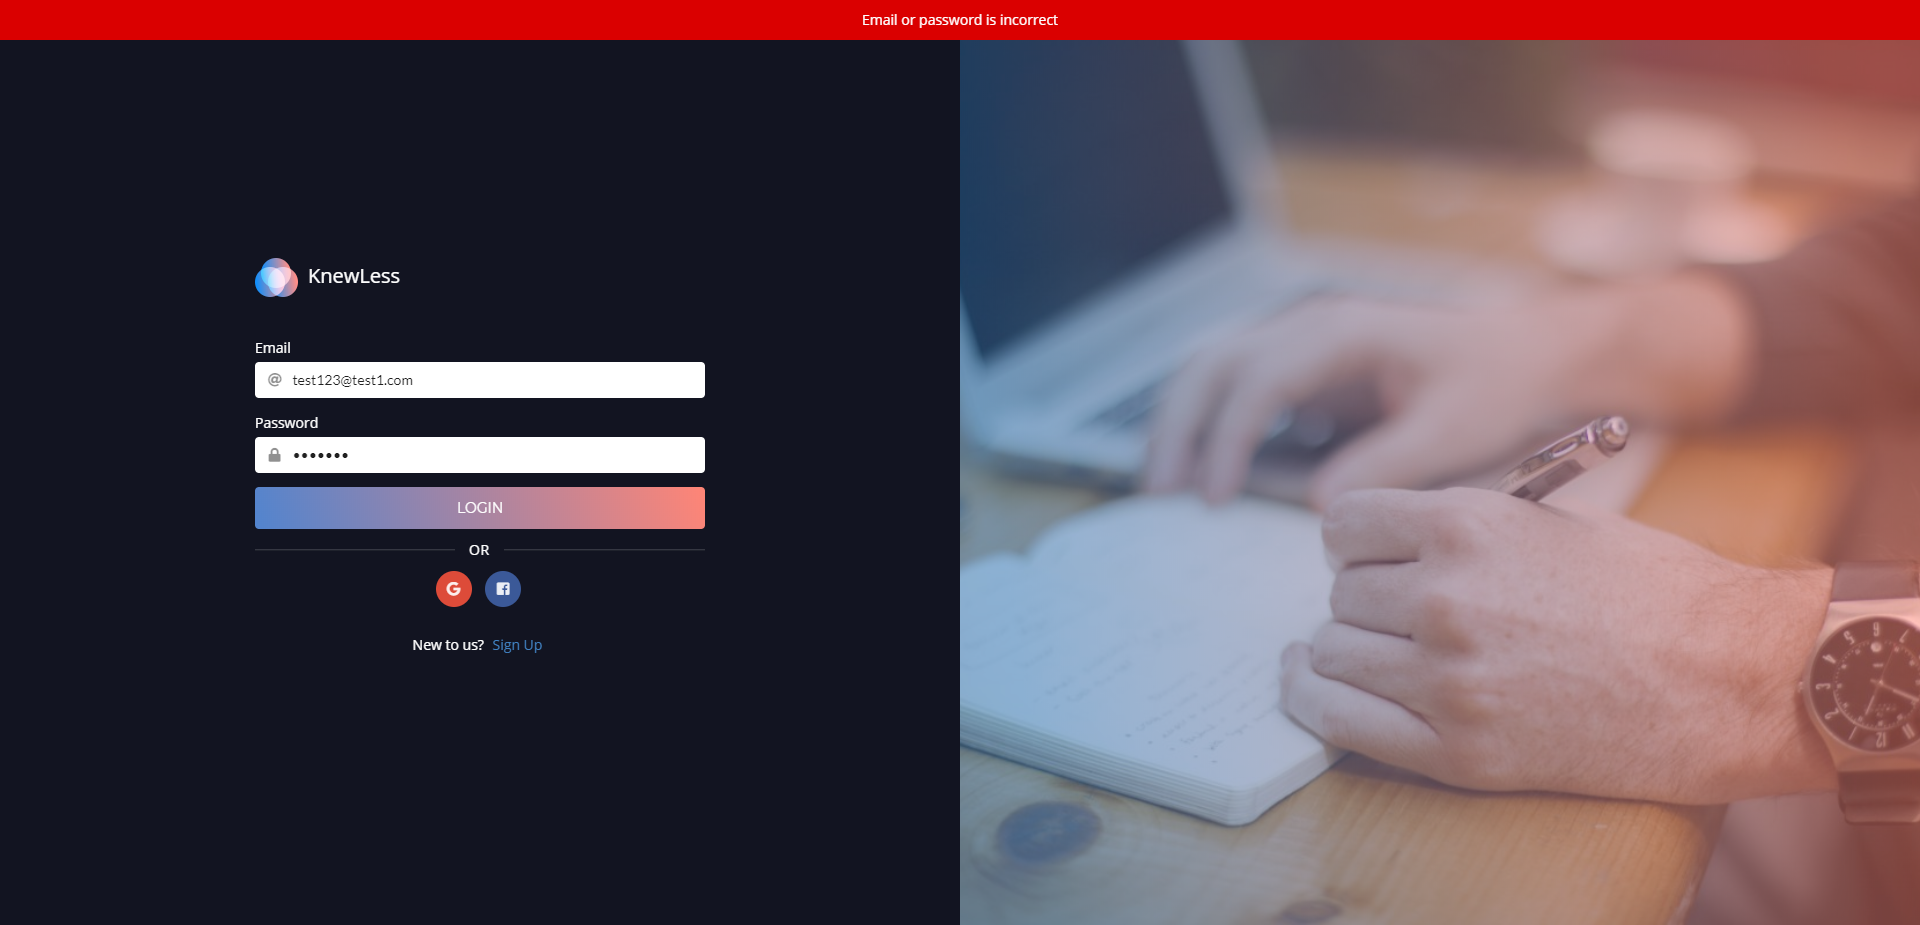 Email or password is incorrect
KnewLess
Email
test123@test1.com
Password
•••••••
LOGIN
OR
New to us? Sign Up